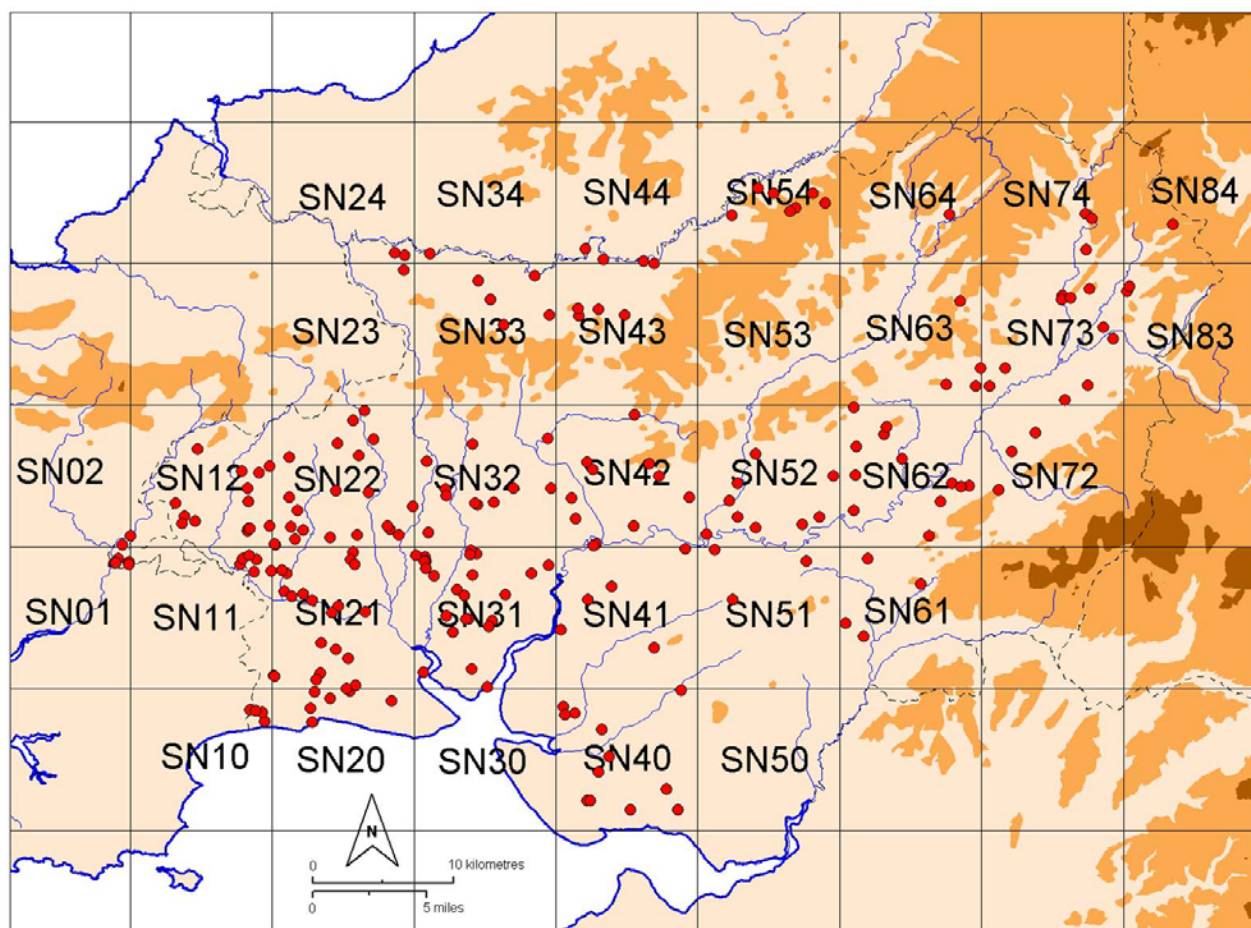 SN24 SN34 SN44 SN54 SN64 SN74 SN84
SN23 SN33 SN43 SN53 SN63 SN73 SN83
SN02 SN12 SN22 SN32 SN42 SN52 SN62 SN72
SN01 SN11 SN21 SN31 SN41 SN51 SN61
SN10 SN20 SN30 SN40 SN50
N
0 10 kilometres
0 5 miles